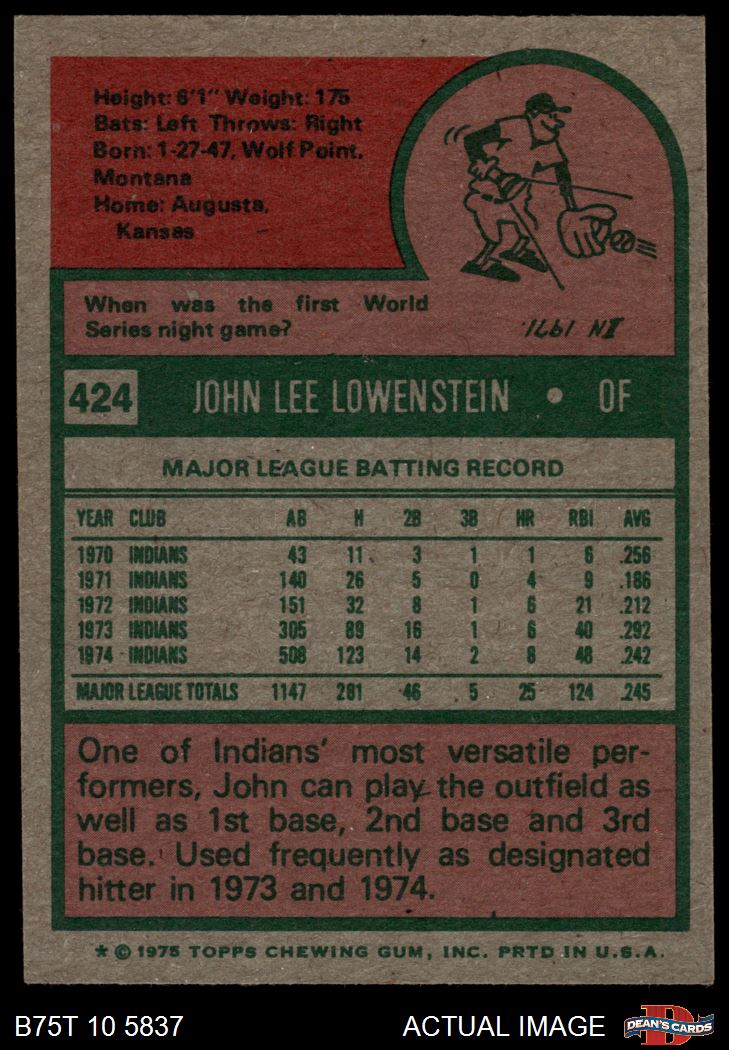 Height: 6'1" Weight: 175
Bats: Left Throws: Right
Born: 1-27-47, Wolf Point,
Montana
Home: Augusta,
Kansas
When was the first World
Series night game?
IN 1971.
424 JOHN LEE LOWENSTEIN • OF
MAJOR LEAGUE BATTING RECORD
YEAR CLUB AB H 2B 3B HR RBI AVG
1970 INDIANS 43 11 3 1 1 6 .256
1971 INDIANS 140 26 5 0 4 9 .186
1972 INDIANS 151 32 8 1 6 21 .212
1973 INDIANS 305 89 16 1 6 40 .292
1974 INDIANS 508 123 14 2 8 48 .242
MAJOR LEAGUE TOTALS 1147 281 46 5 25 124 .245
One of Indians' most versatile per-
formers, John can play the outfield as
well as 1st base, 2nd base and 3rd
base. Used frequently as designated
hitter in 1973 and 1974.
* © 1975 TOPPS CHEWING GUM, INC. PRTD IN U.S.A.
B75T 10 5837 ACTUAL IMAGE DEAN'S CARDS